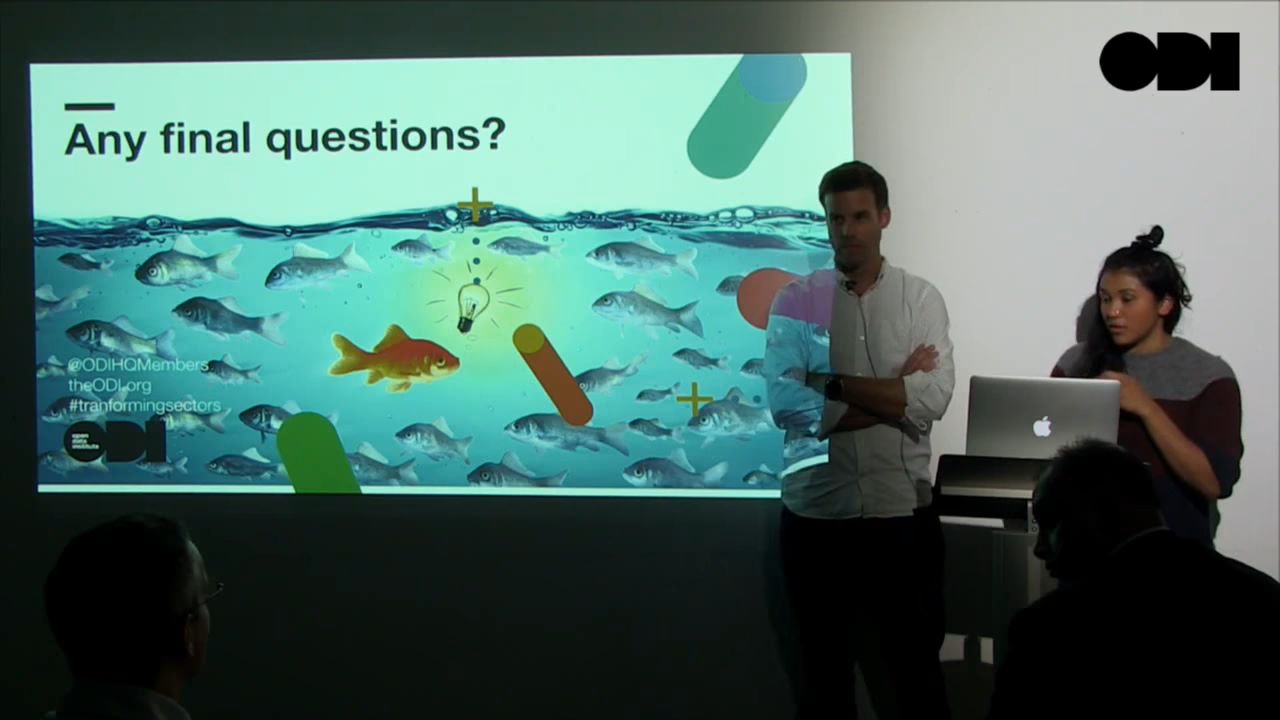 ODI
Any final questions?
@ODIHQMembers
theODI.org
#tranformingsectors
open
data
institute
ODI